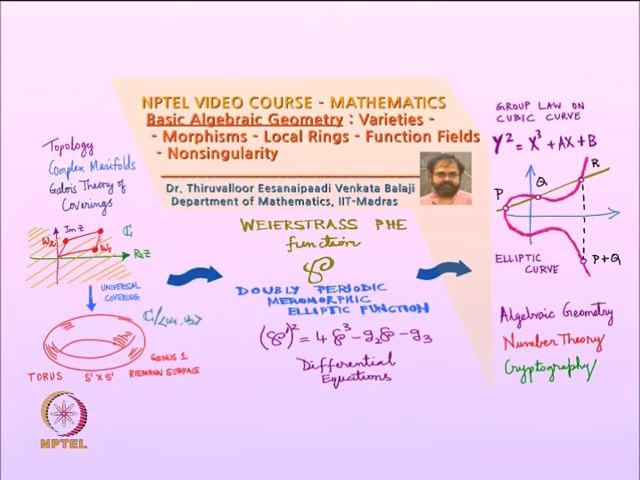 NPTEL VIDEO COURSE - MATHEMATICS
Basic Algebraic Geometry : Varieties -
- Morphisms - Local Rings - Function Fields
- Nonsingularity
Dr. Thiruvalloor Eesanaipaadi Venkata Balaji
Department of Mathematics, IIT-Madras
Topology
Complex Manifolds
Galois Theory of
Coverings
Im Z
ℂ
ω2
ω1
Re Z
UNIVERSAL
COVERING
ℂ/<ω1, ω2>
GENUS 1
RIEMANN SURFACE
TORUS S¹ X S¹
NPTEL
WEIERSTRASS PHE
function
℘
DOUBLY PERIODIC
MEROMORPHIC
ELLIPTIC FUNCTION
(℘')² = 4℘³ - g₂℘ - g₃
Differential
Equations
GROUP LAW ON
CUBIC CURVE
Y² = X³ + AX + B
R
Q
P
ELLIPTIC
CURVE
P+Q
Algebraic Geometry
Number Theory
Cryptography